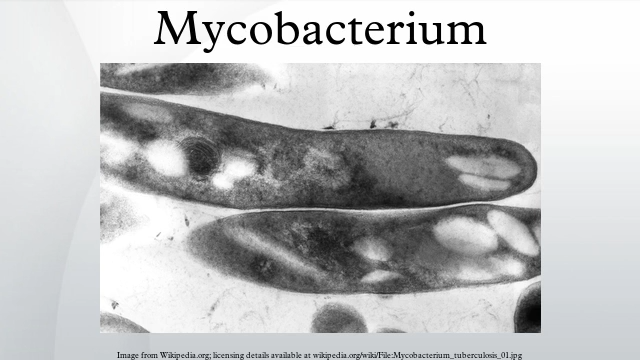 Mycobacterium
Image from Wikipedia.org; licensing details available at wikipedia.org/wiki/File:Mycobacterium_tuberculosis_01.jpg